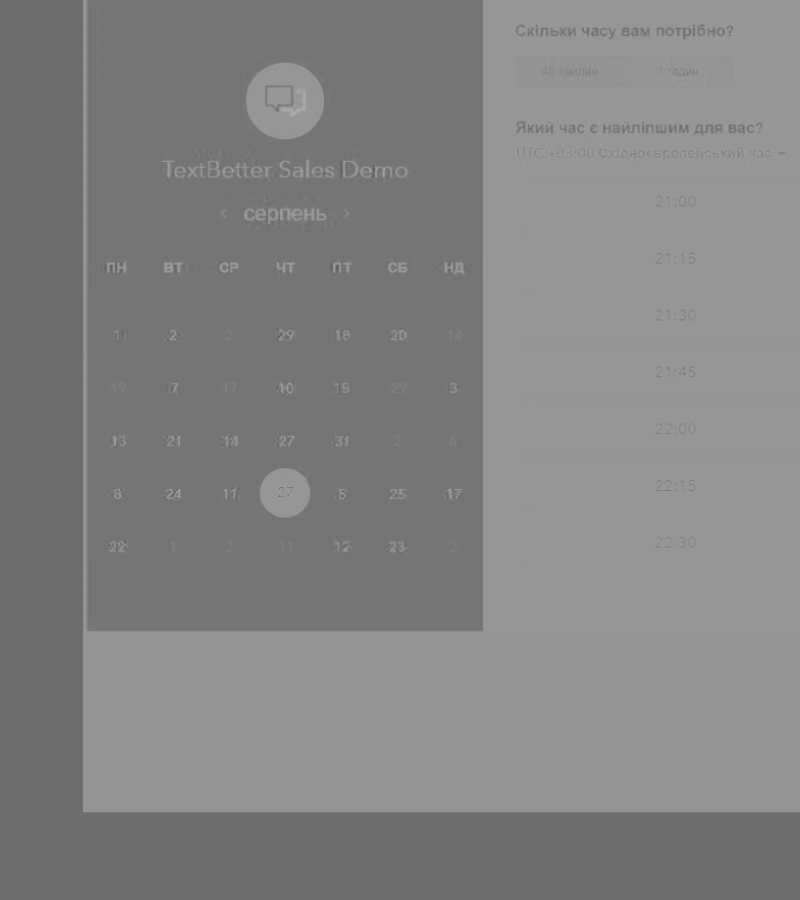 TextBetter Sales Demo
‹ серпень ›
ПН ВТ СР ЧТ ПТ СБ НД
11 2 2 29 18 20 14
19 7 17 10 15 29 3
13 21 14 27 31 2 6
8 24 11 27 5 25 17
22 1 2 11 12 23 2
Скільки часу вам потрібно?
40 хвилин 1 годин
Який час є найліпшим для вас?
UTC +03:00 Східноєвропейський час
21:00
21:15
21:30
21:45
22:00
22:15
22:30